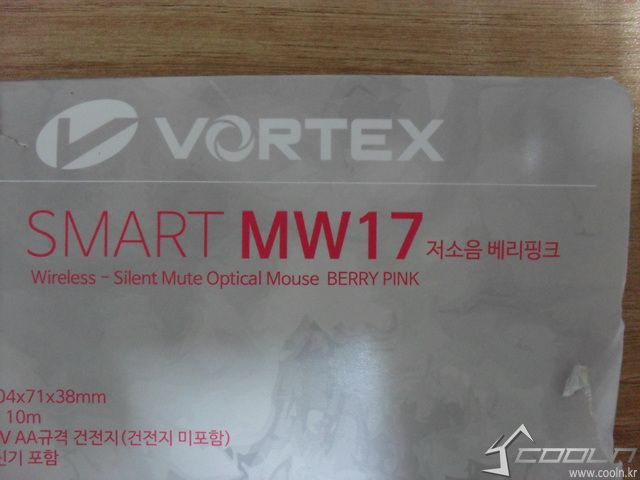 VORTEX
SMART MW17 저소음 베리핑크
Wireless - Silent Mute Optical Mouse BERRY PINK
04x71x38mm
10m
V AA규격 건전지(건전지 미포함)
신기 포함
COOLN
www.cooln.kr